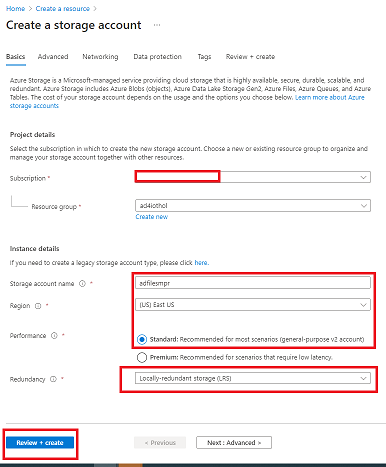 Home > Create a resource >
Create a storage account ...
Basics Advanced Networking Data protection Tags Review + create
Azure Storage is a Microsoft-managed service providing cloud storage that is highly available, secure, durable, scalable, and
redundant. Azure Storage includes Azure Blobs (objects), Azure Data Lake Storage Gen2, Azure Files, Azure Queues, and Azure
Tables. The cost of your storage account depends on the usage and the options you choose below. Learn more about Azure
storage accounts
Project details
Select the subscription in which to create the new storage account. Choose a new or existing resource group to organize and
manage your storage account together with other resources.
Subscription *
Resource group * ad4iothol
Create new
Instance details
If you need to create a legacy storage account type, please click here.
Storage account name * adfilesmpr
Region * (US) East US
Performance *
Standard: Recommended for most scenarios (general-purpose v2 account)
Premium: Recommended for scenarios that require low latency.
Redundancy * Locally-redundant storage (LRS)
Review + create < Previous Next : Advanced >